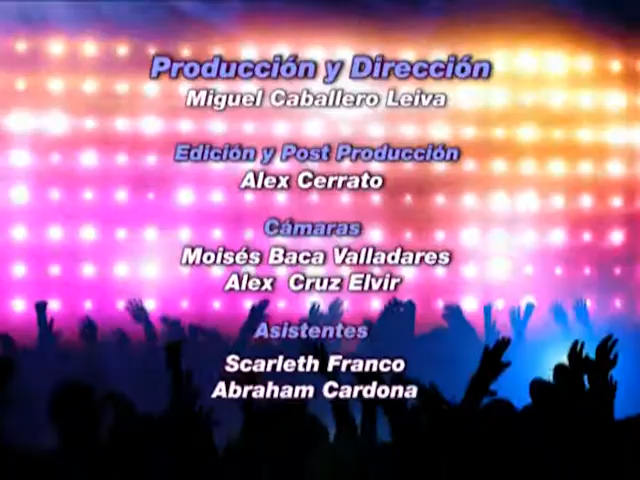 Producción y Dirección
Miguel Caballero Leiva
Edición y Post Producción
Alex Cerrato
Cámaras
Moisés Baca Valladares
Alex Cruz Elvir
Asistentes
Scarleth Franco
Abraham Cardona